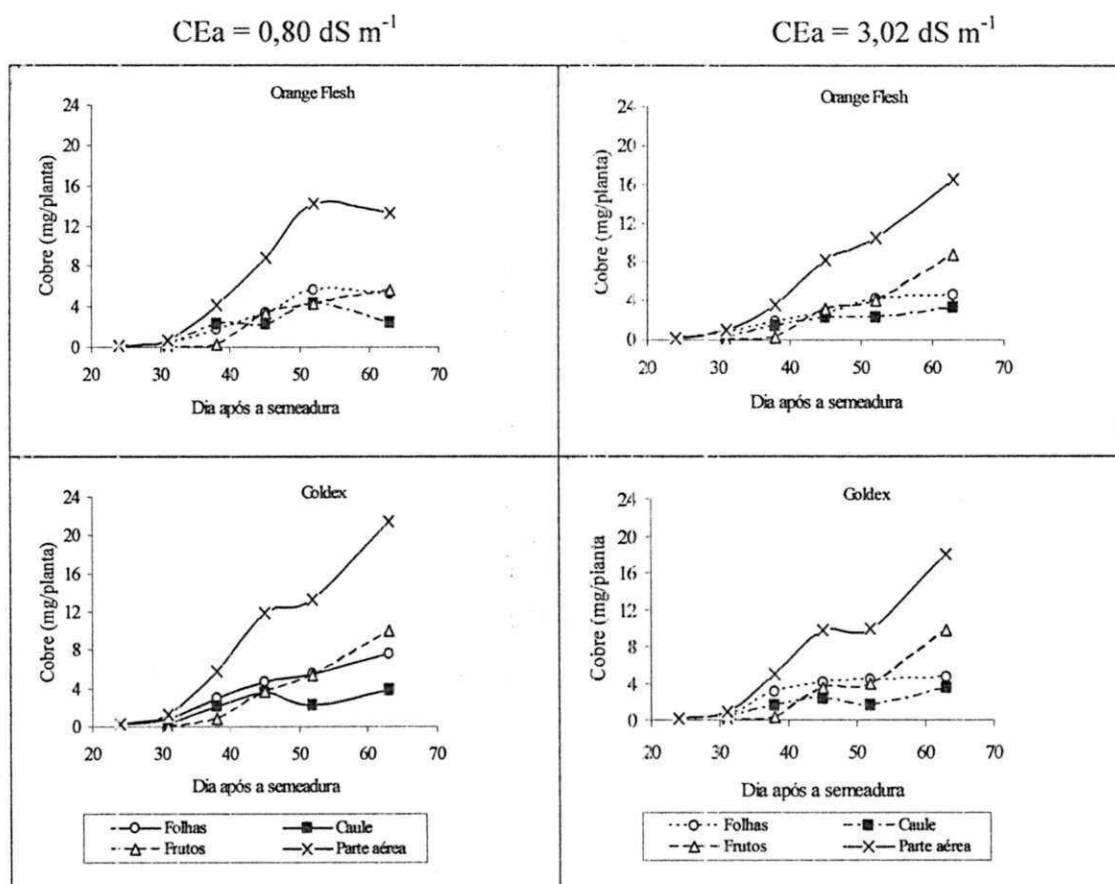 CEa = 0,80 dS m⁻¹
CEa = 3,02 dS m⁻¹
Orange Flesh
24
20
16
12
8
4
0
Cobre (mg/planta)
20 30 40 50 60 70
Dia após a semeadura
Orange Flesh
24
20
16
12
8
4
0
Cobre (mg/planta)
20 30 40 50 60 70
Dia após a semeadura
Goldex
24
20
16
12
8
4
0
Cobre (mg/planta)
20 30 40 50 60 70
Dia após a semeadura
Folhas Caule
Frutos Parte aérea
Goldex
24
20
16
12
8
4
0
Cobre (mg/planta
20 30 40 50 60 70
Dia após a semeadura
Folhas Caule
Frutos Parte aérea